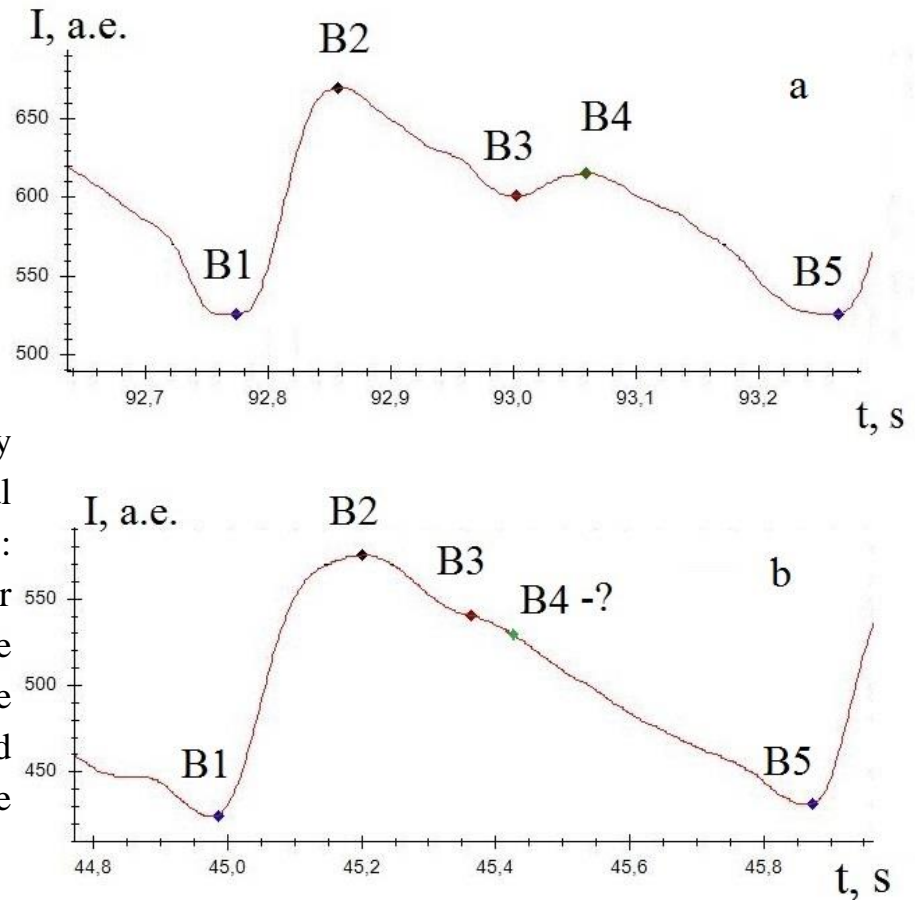 I, a.e.
B2
a
650
B4
B3
600
B1
B5
550
500
92,7 92,8 92,9 93,0 93,1 93,2
t, s
y
l
:
r
e
e
d
e
I, a.e.
B2
b
B3
B4 -?
550
500
B1
B5
450
44,8 45,0 45,2 45,4 45,6 45,8
t, s